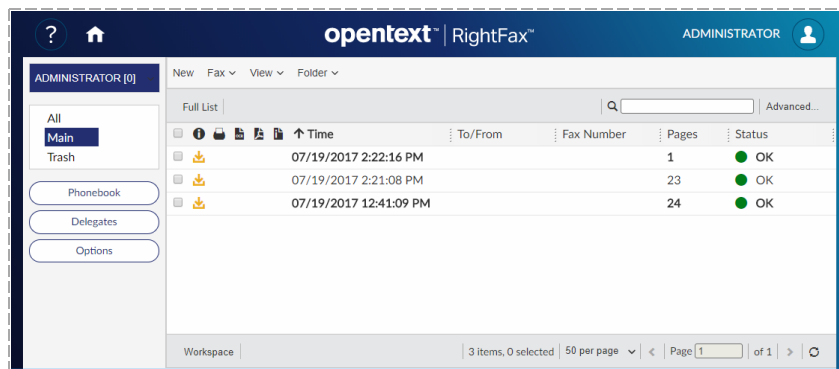 ? opentext™ | RightFax™ ADMINISTRATOR
ADMINISTRATOR [0]
New Fax View Folder
Full List Advanced...
All
Main
Trash
Phonebook
Delegates
Options
Time To/From Fax Number Pages Status
07/19/2017 2:22:16 PM 1 OK
07/19/2017 2:21:08 PM 23 OK
07/19/2017 12:41:09 PM 24 OK
Workspace 3 items, 0 selected 50 per page Page 1 of 1